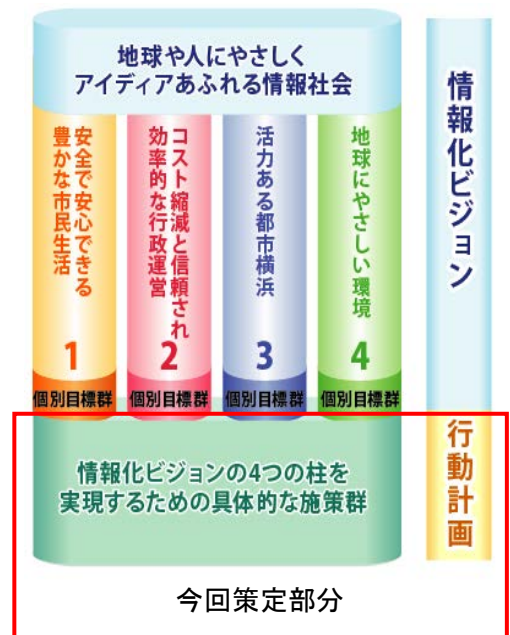 地球や人にやさしく
アイディアあふれる情報社会
安全で安心できる
豊かな市民生活
1
個別目標群
コスト縮減と信頼され
効率的な行政運営
2
個別目標群
活力ある都市横浜
3
個別目標群
地球にやさしい環境
4
個別目標群
情報化ビジョン
情報化ビジョンの4つの柱を
実現するための具体的な施策群
行動計画
今回策定部分